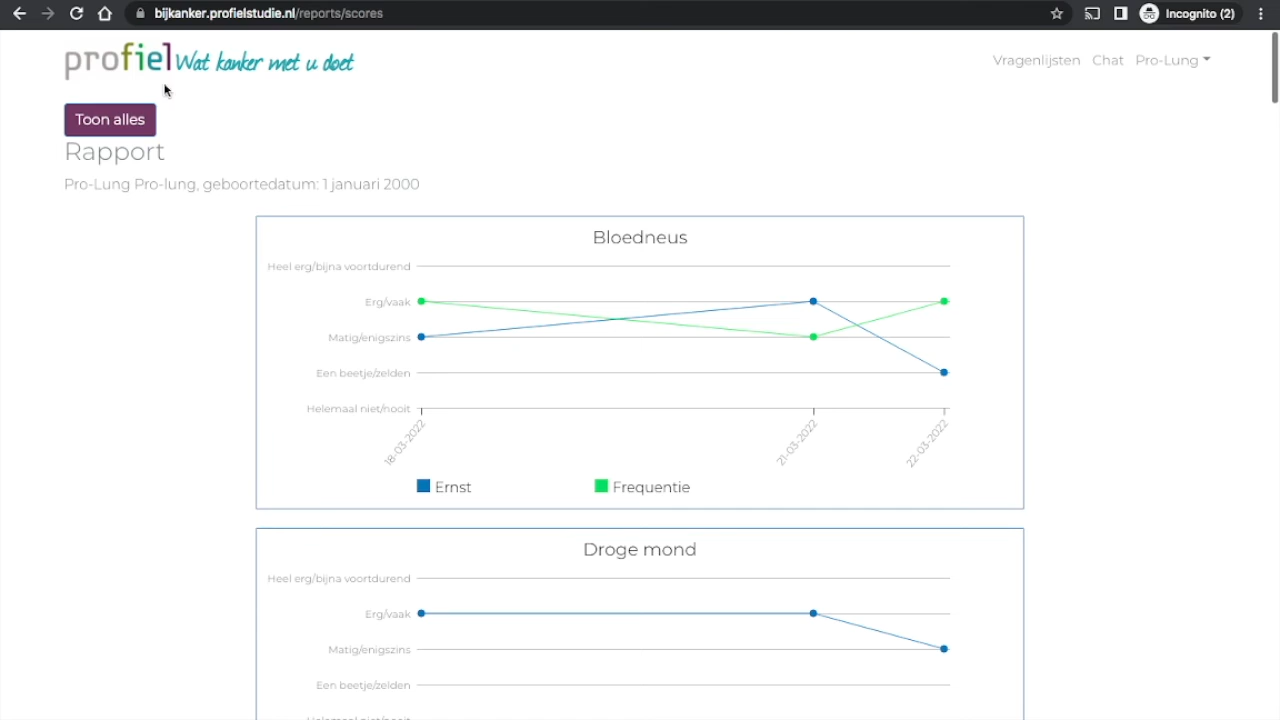 bijkanker.profielstudie.nl/reports/scores
Incognito (2)
profiel Wat kanker met u doet
Vragenlijsten Chat Pro-Lung
Toon alles
Rapport
Pro-Lung Pro-lung, geboortedatum: 1 januari 2000
Bloedneus
Heel erg/bijna voortdurend
Erg/vaak
Matig/enigszins
Een beetje/zelden
Helemaal niet/nooit
18-03-2022
21-03-2022
22-03-2022
Ernst
Frequentie
Droge mond
Heel erg/bijna voortdurend
Erg/vaak
Matig/enigszins
Een beetje/zelden
Helemaal niet/nooit